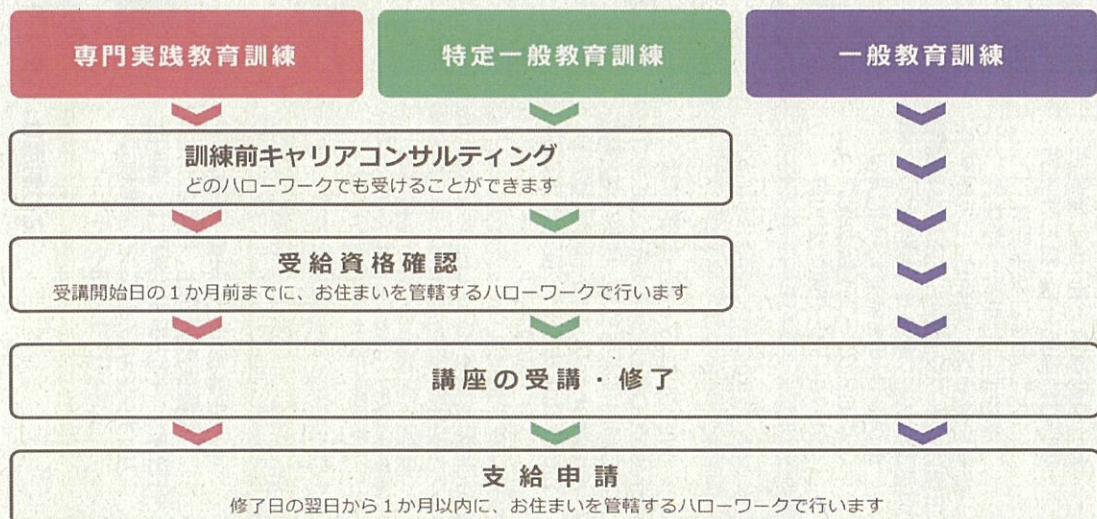 専門実践教育訓練
特定一般教育訓練
一般教育訓練
訓練前キャリアコンサルティング
どのハローワークでも受けることができます
受給資格確認
受講開始日の１か月前までに、お住まいを管轄するハローワークで行います
講座の受講・修了
支給申請
修了日の翌日から１か月以内に、お住まいを管轄するハローワークで行います